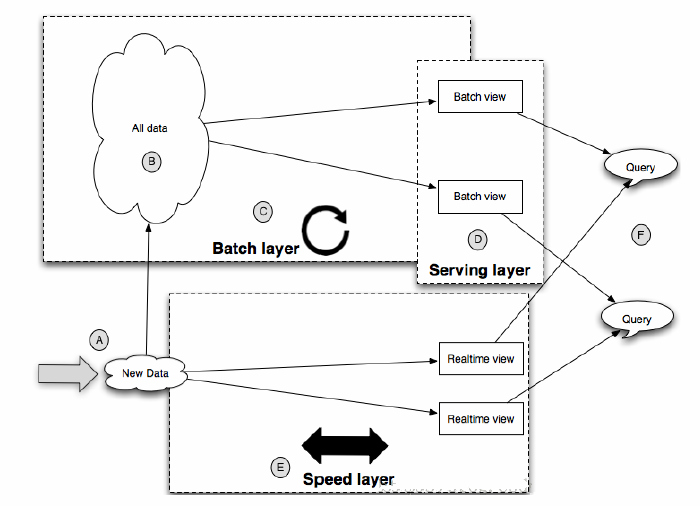 All data
B
C
Batch layer
Batch view
Batch view
D
Serving layer
Query
F
Query
A
New Data
Realtime view
Realtime view
E
Speed layer